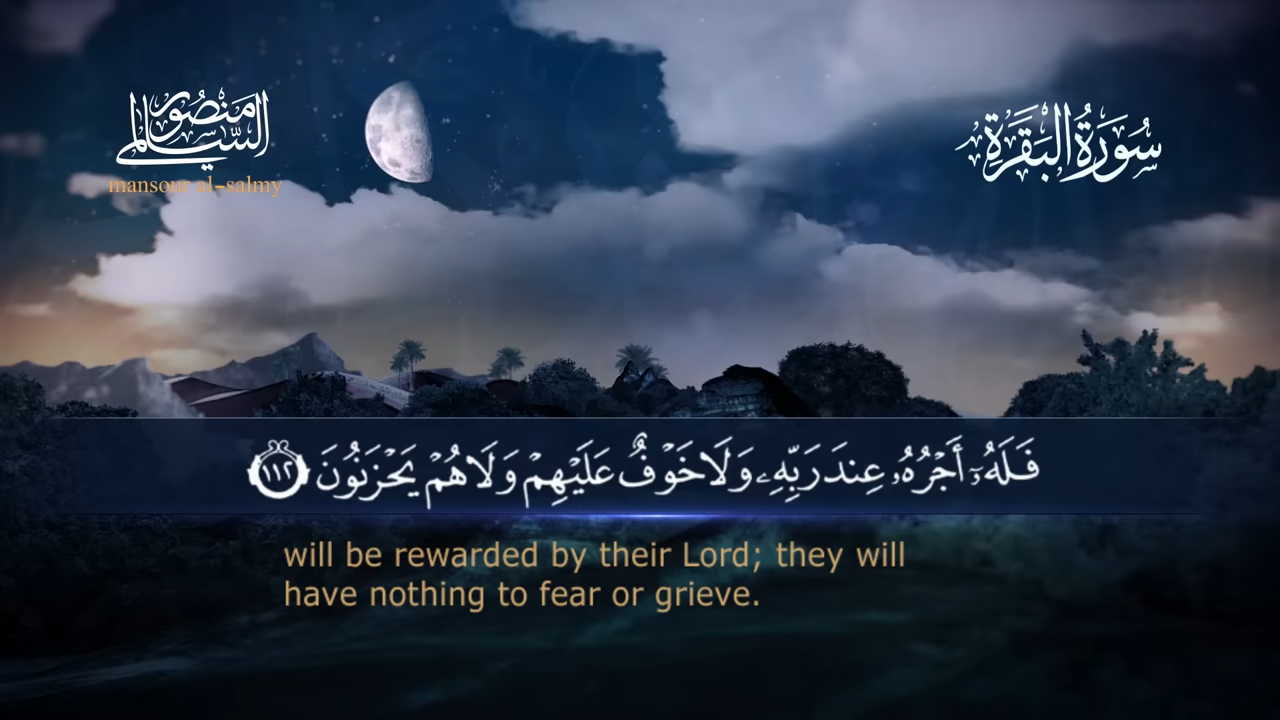 منصور السالمي
mansour al-salmy
سُورَةُ البَقَرَةِ
فَلَهُۥٓ أَجْرُهُۥ عِندَ رَبِّهِۦ وَلَا خَوْفٌ عَلَيْهِمْ وَلَا هُمْ يَحْزَنُونَ ١١٢
will be rewarded by their Lord; they will
have nothing to fear or grieve.